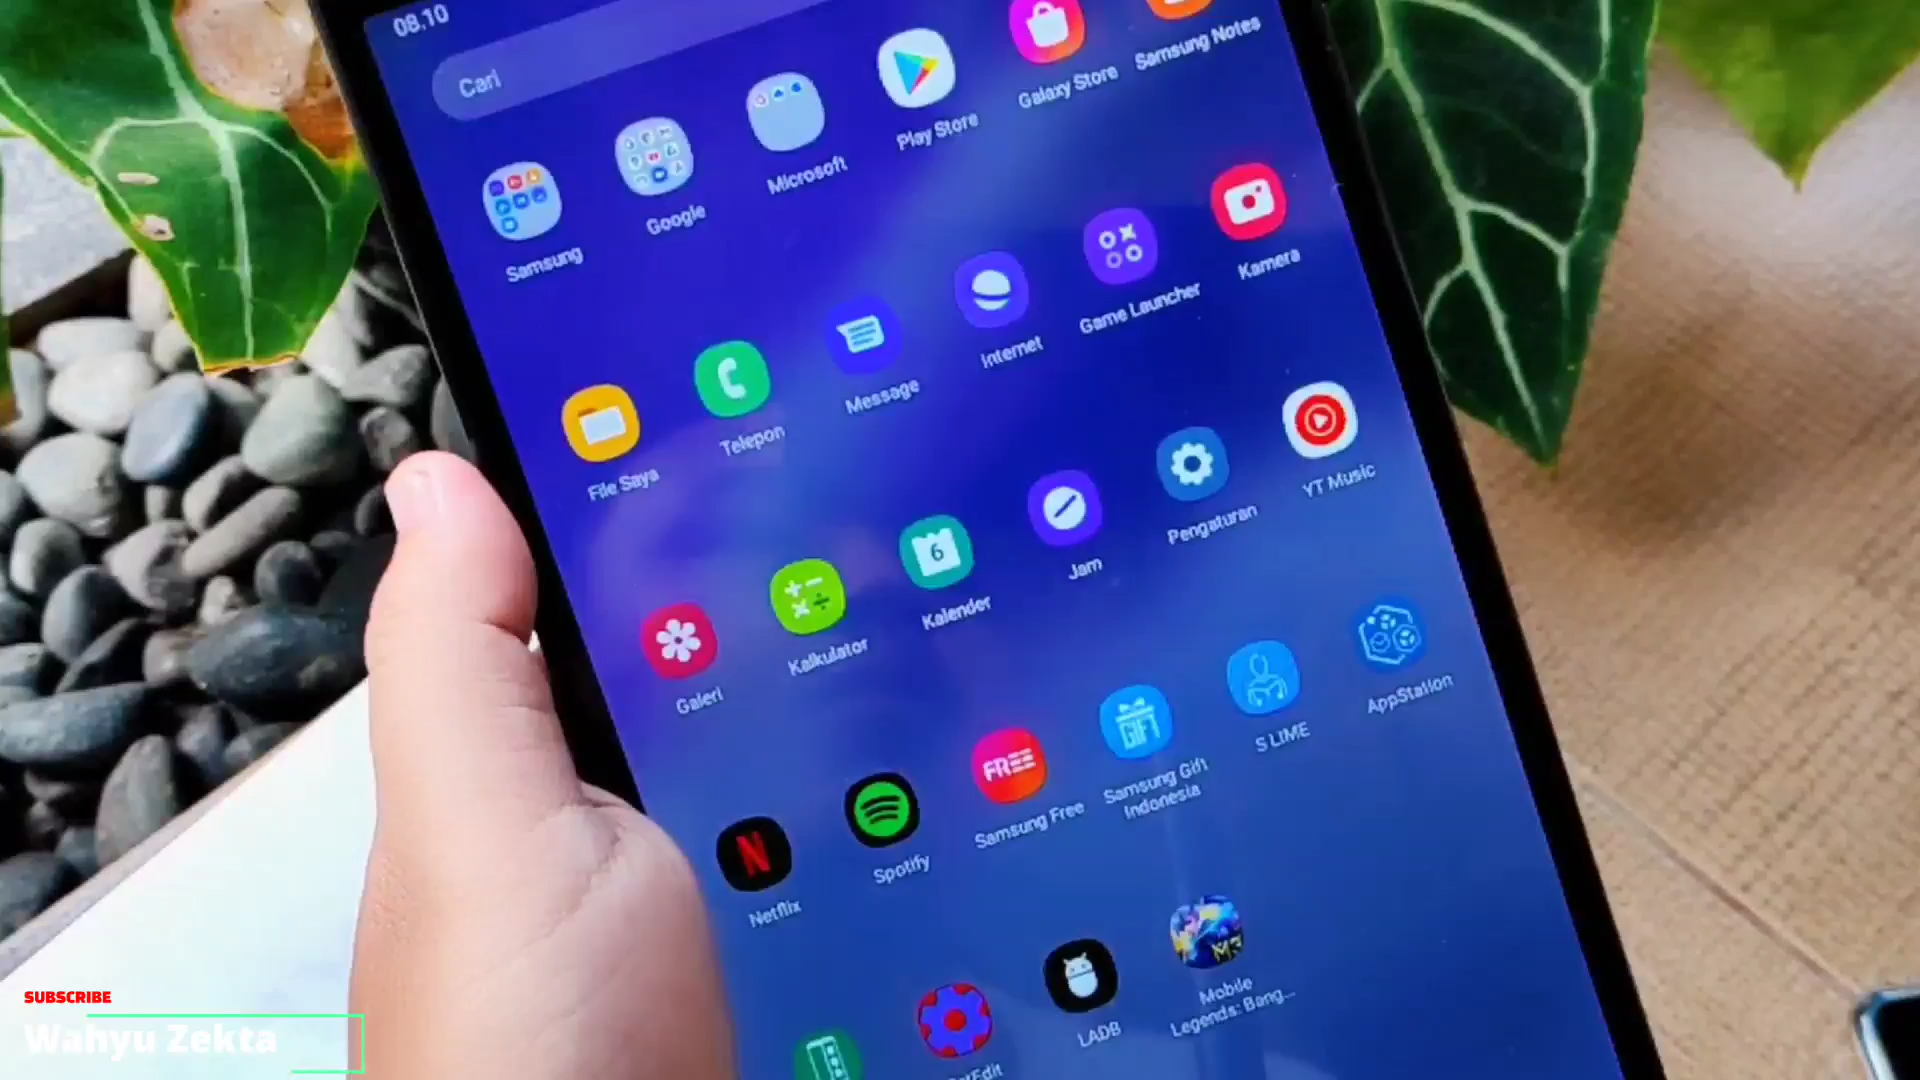 08.10
Cari
Samsung
Google
Microsoft
Play Store
Galaxy Store
Samsung Notes
File Saya
Telepon
Message
Internet
Game Launcher
Kamera
Galeri
Kalkulator
6
Kalender
Jam
Pengaturan
YT Music
N
Netflix
Spotify
FREE
Samsung Free
GIFT
Samsung Gift
Indonesia
S LIME
AppStation
LADB
Mobile
Legends: Bang...
SUBSCRIBE
Wahyu Zekta